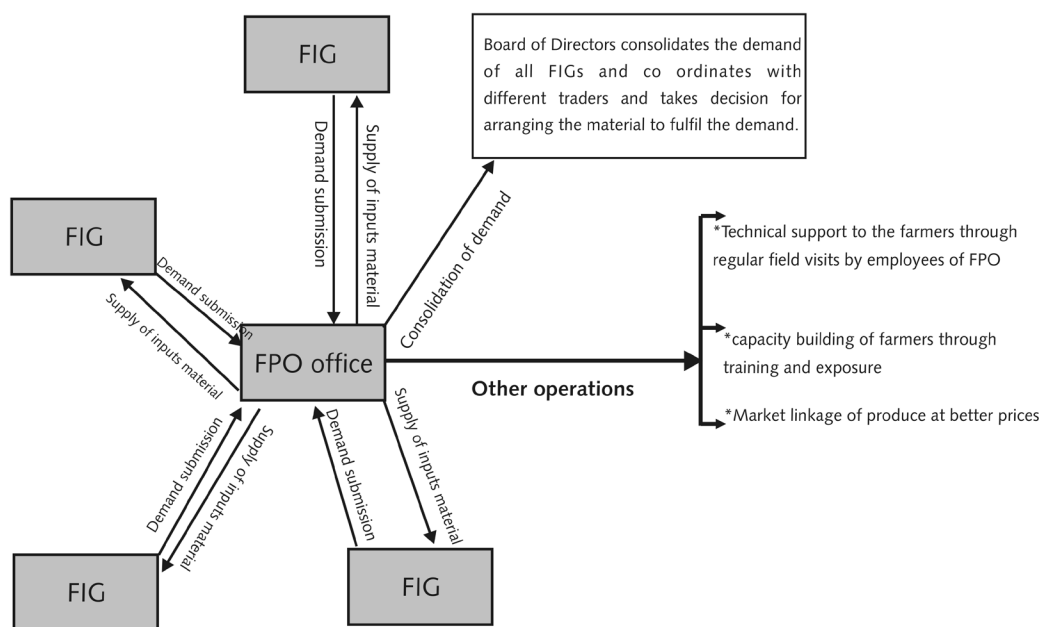 FIG
Board of Directors consolidates the demand
of all FIGs and co ordinates with
different traders and takes decision for
arranging the material to fulfil the demand.
Demand submission
Supply of inputs material
Consolidation of demand
FIG
Demand submission
Supply of inputs material
FPO office
Other operations
*Technical support to the farmers through
regular field visits by employees of FPO
*capacity building of farmers through
training and exposure
*Market linkage of produce at better prices
Demand submission
Supply of inputs material
Demand submission
Supply of inputs material
FIG
FIG